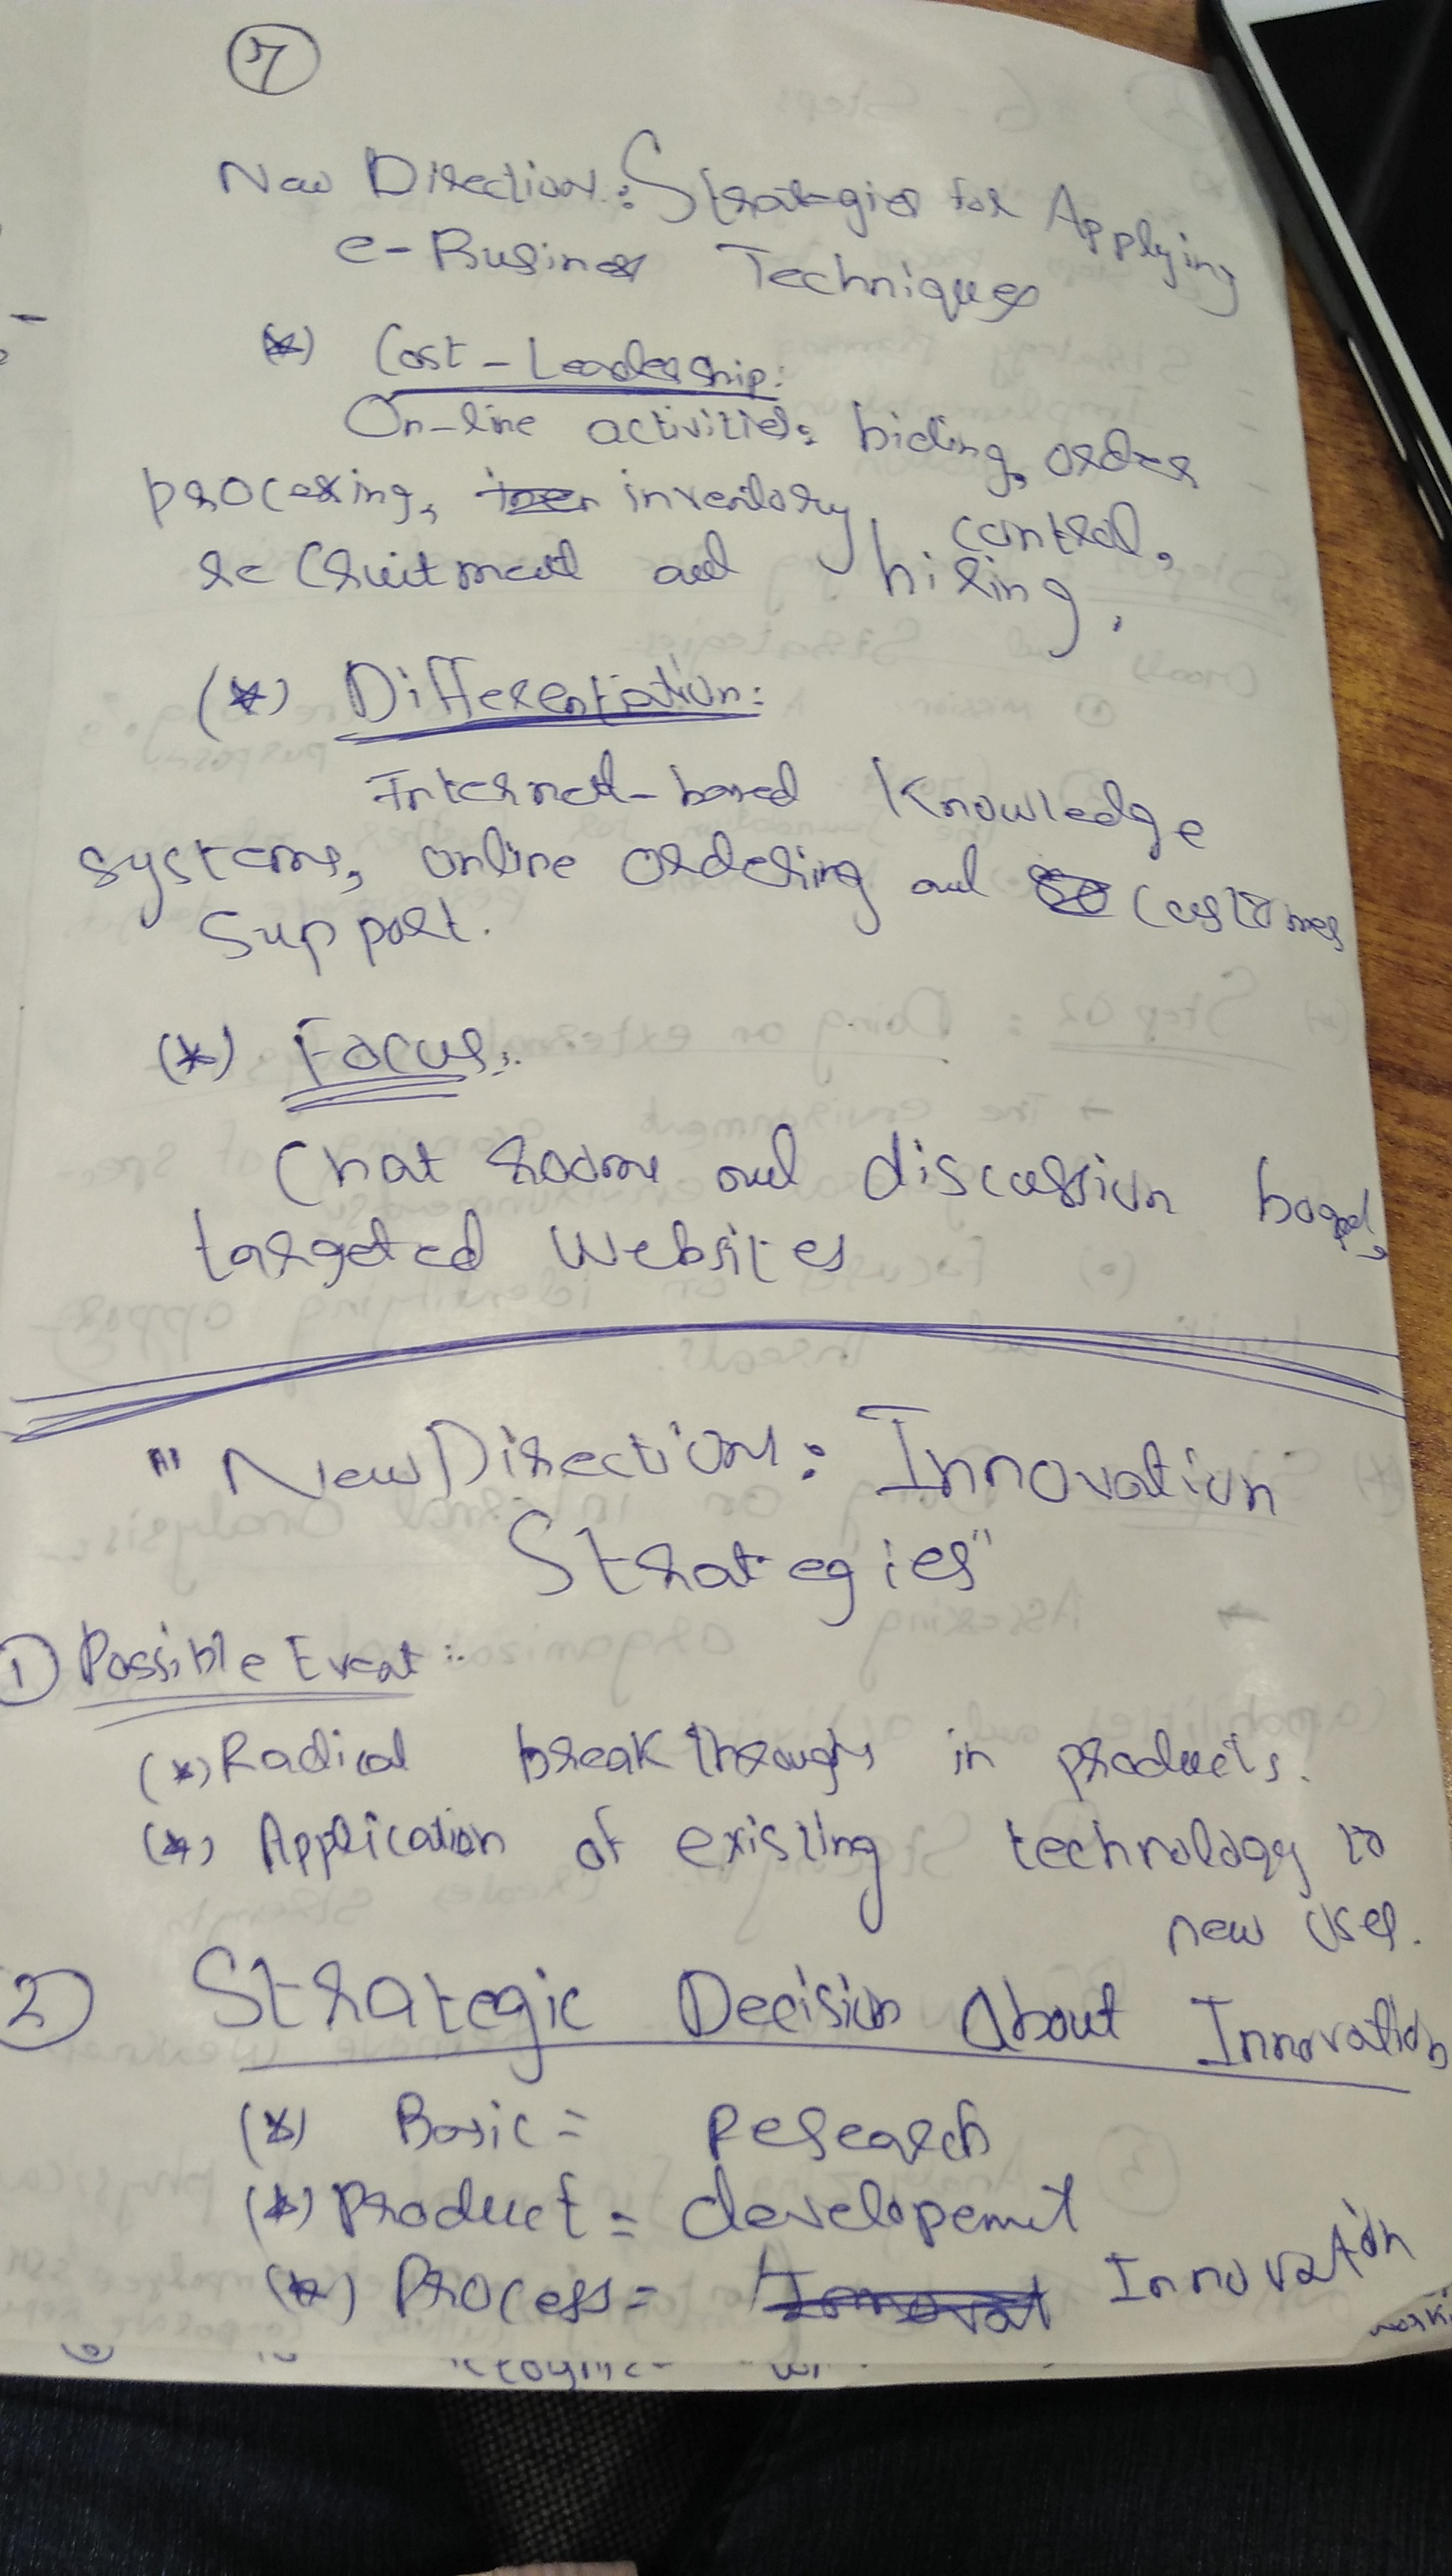 7
New Direction: Strategies for Applying
e-Business Techniques
(*) Cost-Leadership:
On-line activities: biding, order
processing, inventory control,
recruitment and hiring.
(*) Differentiation:
Internet-based Knowledge
systems, online ordering and customer
support.
(*) Focus:
Chat rooms and discussion board,
targeted websites
"New Directions: Innovation
Strategies"
1 Possible Event:
(*) Radical breakthroughs in products.
(*) Application of existing technology to
new uses.
2 Strategic Decision About Innovation
(*) Basic = Research
(*) Product = developemnt
(*) Process = Innovation